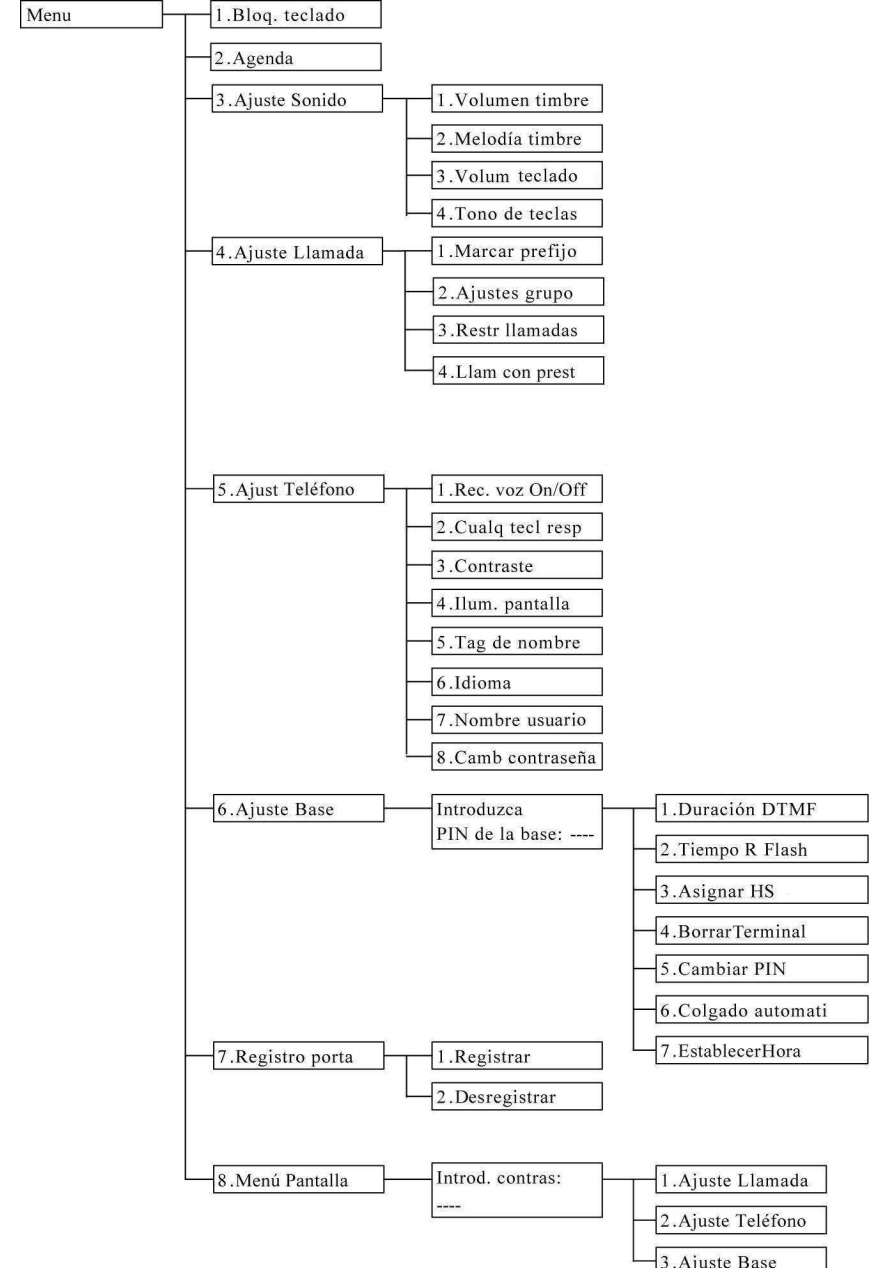 Menu
1.Bloq. teclado
2.Agenda
3.Ajuste Sonido
1.Volumen timbre
2.Melodía timbre
3.Volum teclado
4.Tono de teclas
4.Ajuste Llamada
1.Marcar prefijo
2.Ajustes grupo
3.Restr llamadas
4.Llam con prest
5.Ajust Teléfono
1.Rec. voz On/Off
2.Cualq tecl resp
3.Contraste
4.Ilum. pantalla
5.Tag de nombre
6.Idioma
7.Nombre usuario
8.Camb contraseña
6.Ajuste Base
Introduzca
PIN de la base: ----
1.Duración DTMF
2.Tiempo R Flash
3.Asignar HS
4.BorrarTerminal
5.Cambiar PIN
6.Colgado automati
7.EstablecerHora
7.Registro porta
1.Registrar
2.Desregistrar
8.Menú Pantalla
Introd. contras:
----
1.Ajuste Llamada
2.Ajuste Teléfono
3.Ajuste Base